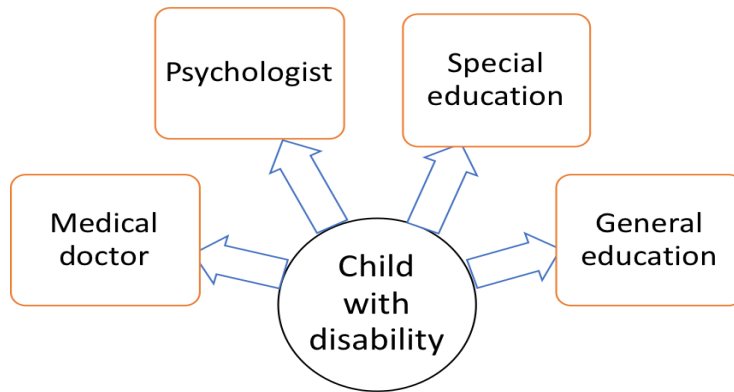 Psychologist
Special
education
Medical
doctor
General
education
Child
with
disability